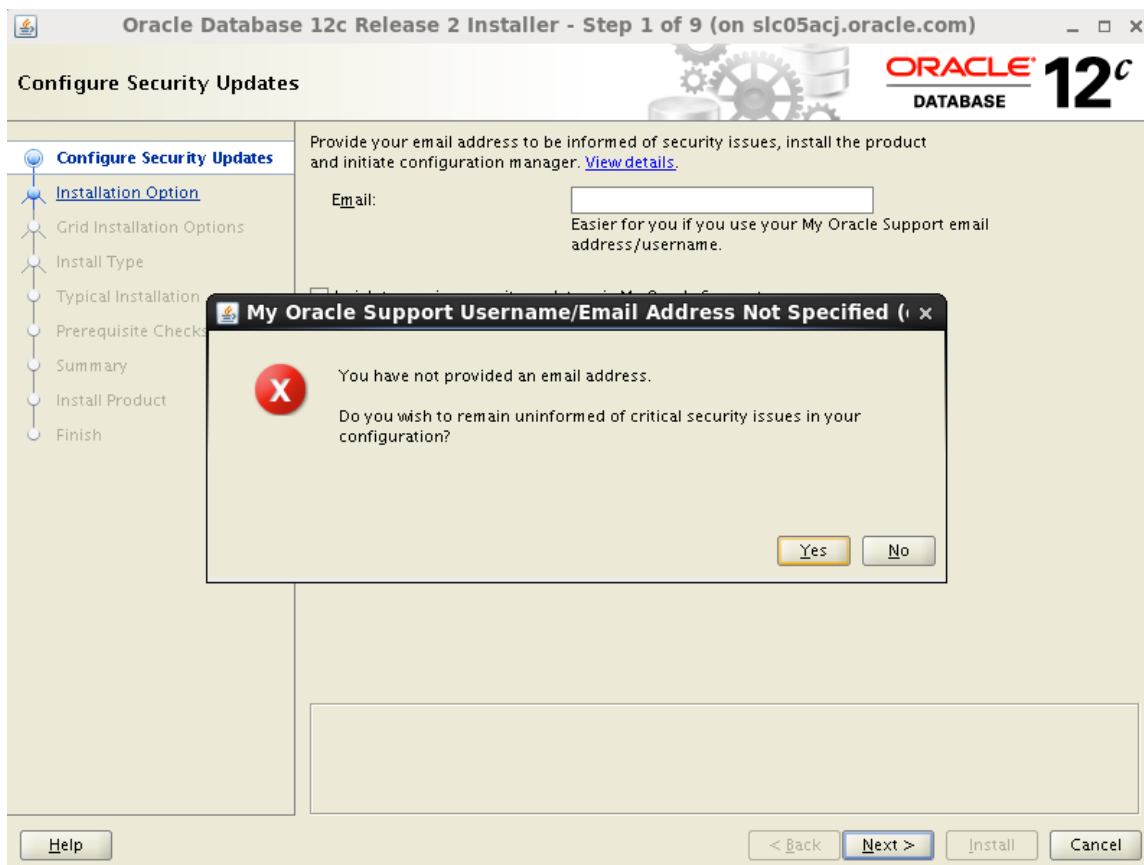 Oracle Database 12c Release 2 Installer - Step 1 of 9 (on slc05acj.oracle.com)
Configure Security Updates
ORACLE
DATABASE
12c
Configure Security Updates
Installation Option
Grid Installation Options
Install Type
Typical Installation
Prerequisite Checks
Summary
Install Product
Finish
Provide your email address to be informed of security issues, install the product
and initiate configuration manager. View details.
Email:
Easier for you if you use your My Oracle Support email
address/username.
My Oracle Support Username/Email Address Not Specified (
You have not provided an email address.
Do you wish to remain uninformed of critical security issues in your
configuration?
Yes
No
Help
< Back
Next >
Install
Cancel